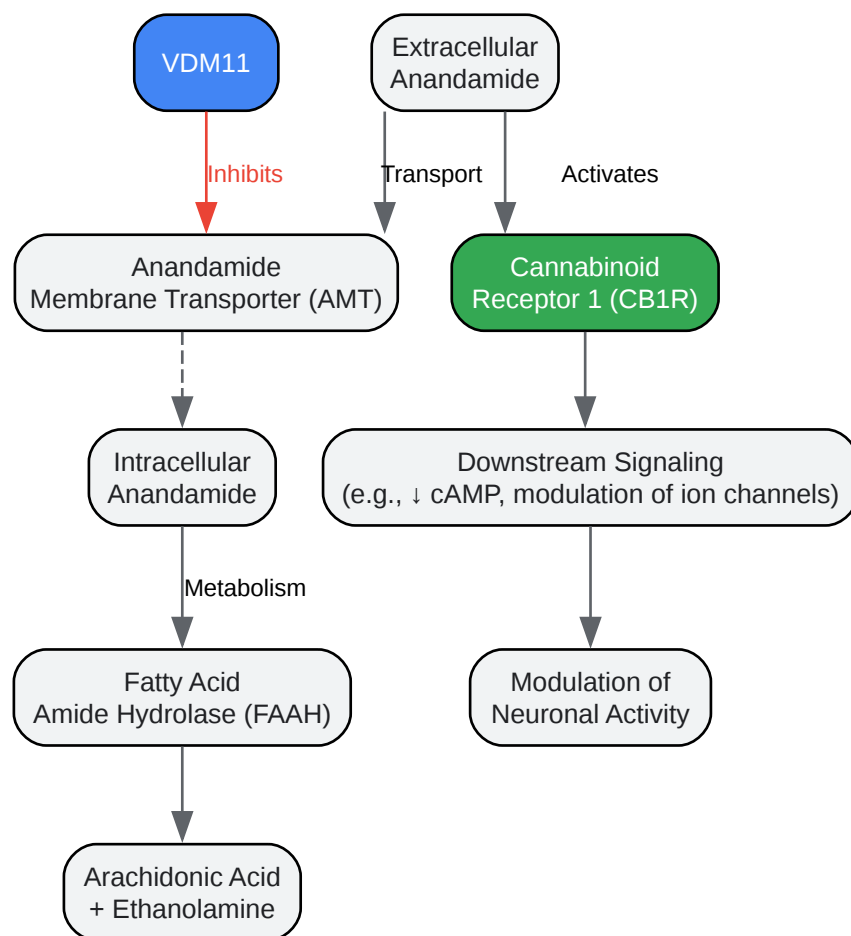 VDM11
Extracellular
Anandamide
Inhibits
Transport
Activates
Anandamide
Membrane Transporter (AMT)
Cannabinoid
Receptor 1 (CB1R)
Intracellular
Anandamide
Downstream Signaling
(e.g., ↓ cAMP, modulation of ion channels)
Metabolism
Fatty Acid
Amide Hydrolase (FAAH)
Modulation of
Neuronal Activity
Arachidonic Acid
+ Ethanolamine